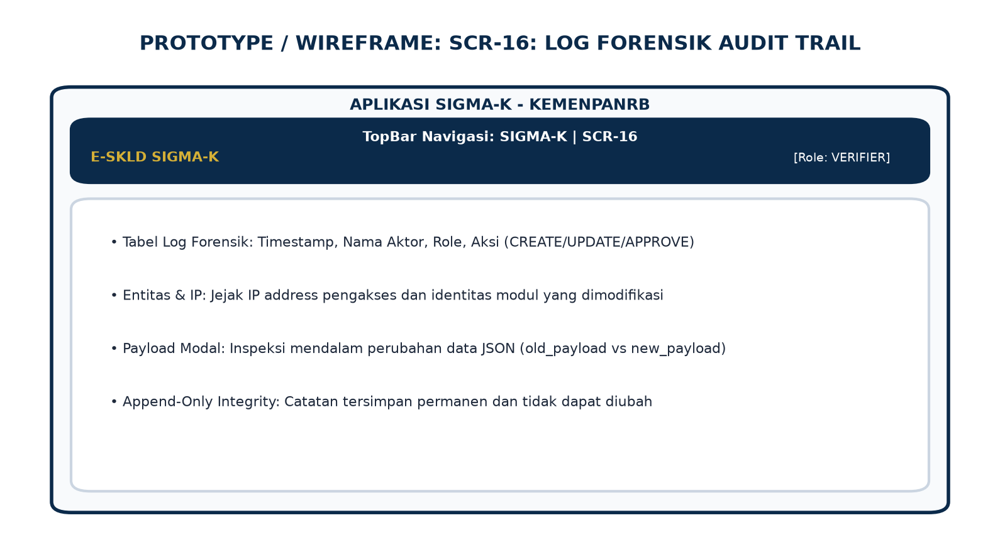 PROTOTYPE / WIREFRAME: SCR-16: LOG FORENSIK AUDIT TRAIL
APLIKASI SIGMA-K - KEMENPANRB
TopBar Navigasi: SIGMA-K | SCR-16
E-SKLD SIGMA-K
[Role: VERIFIER]
• Tabel Log Forensik: Timestamp, Nama Aktor, Role, Aksi (CREATE/UPDATE/APPROVE)
• Entitas & IP: Jejak IP address pengakses dan identitas modul yang dimodifikasi
• Payload Modal: Inspeksi mendalam perubahan data JSON (old_payload vs new_payload)
• Append-Only Integrity: Catatan tersimpan permanen dan tidak dapat diubah